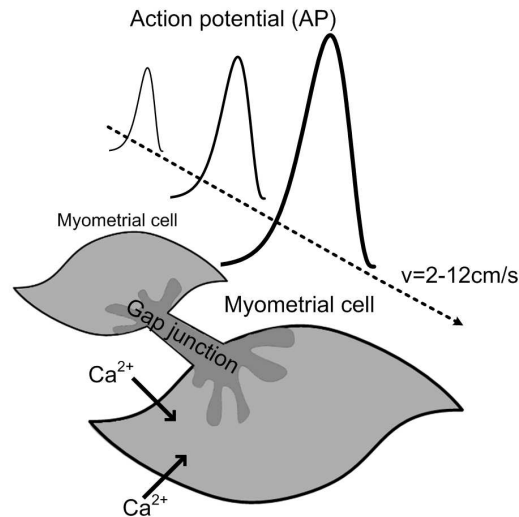 Action potential (AP)
Myometrial cell
v=2-12cm/s
Myometrial cell
Gap junction
Ca²⁺
Ca²⁺